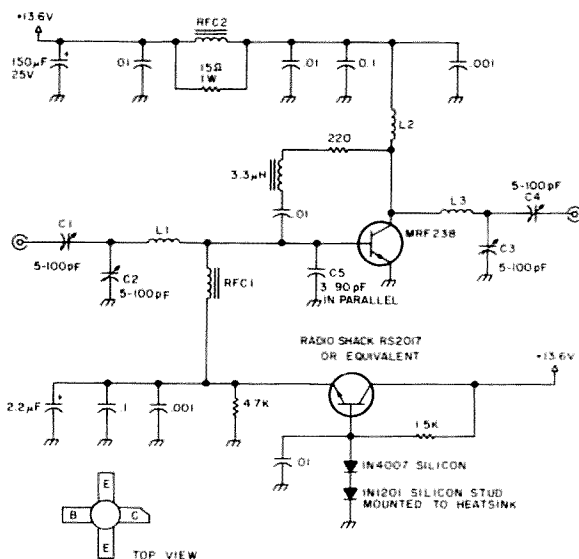 +13.6V
RFC2
150µF
25V
.01
15Ω
1W
.01
0.1
.001
L2
220
3.3µH
.01
C1
5-100pF
C2
5-100pF
L1
RFC1
C5
3 90pF
IN PARALLEL
MRF238
L3
5-100pF
C4
C3
5-100pF
RADIO SHACK RS2017
OR EQUIVALENT
+13.6V
2.2µF
.1
.001
4.7K
1.5K
.01
IN4007 SILICON
IN1201 SILICON STUD
MOUNTED TO HEATSINK
E
B
C
E
TOP VIEW